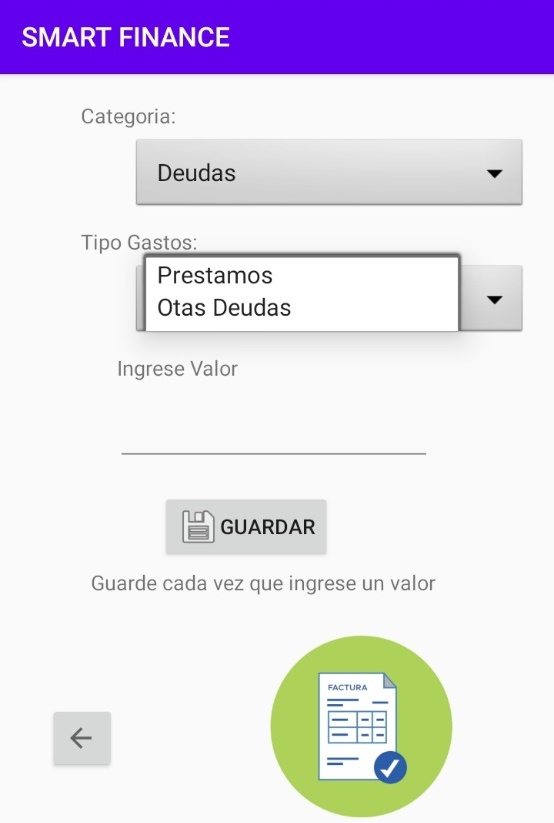 SMART FINANCE
Categoria:
Deudas
Tipo Gastos:
Prestamos
Otas Deudas
Ingrese Valor
GUARDAR
Guarde cada vez que ingrese un valor
FACTURA